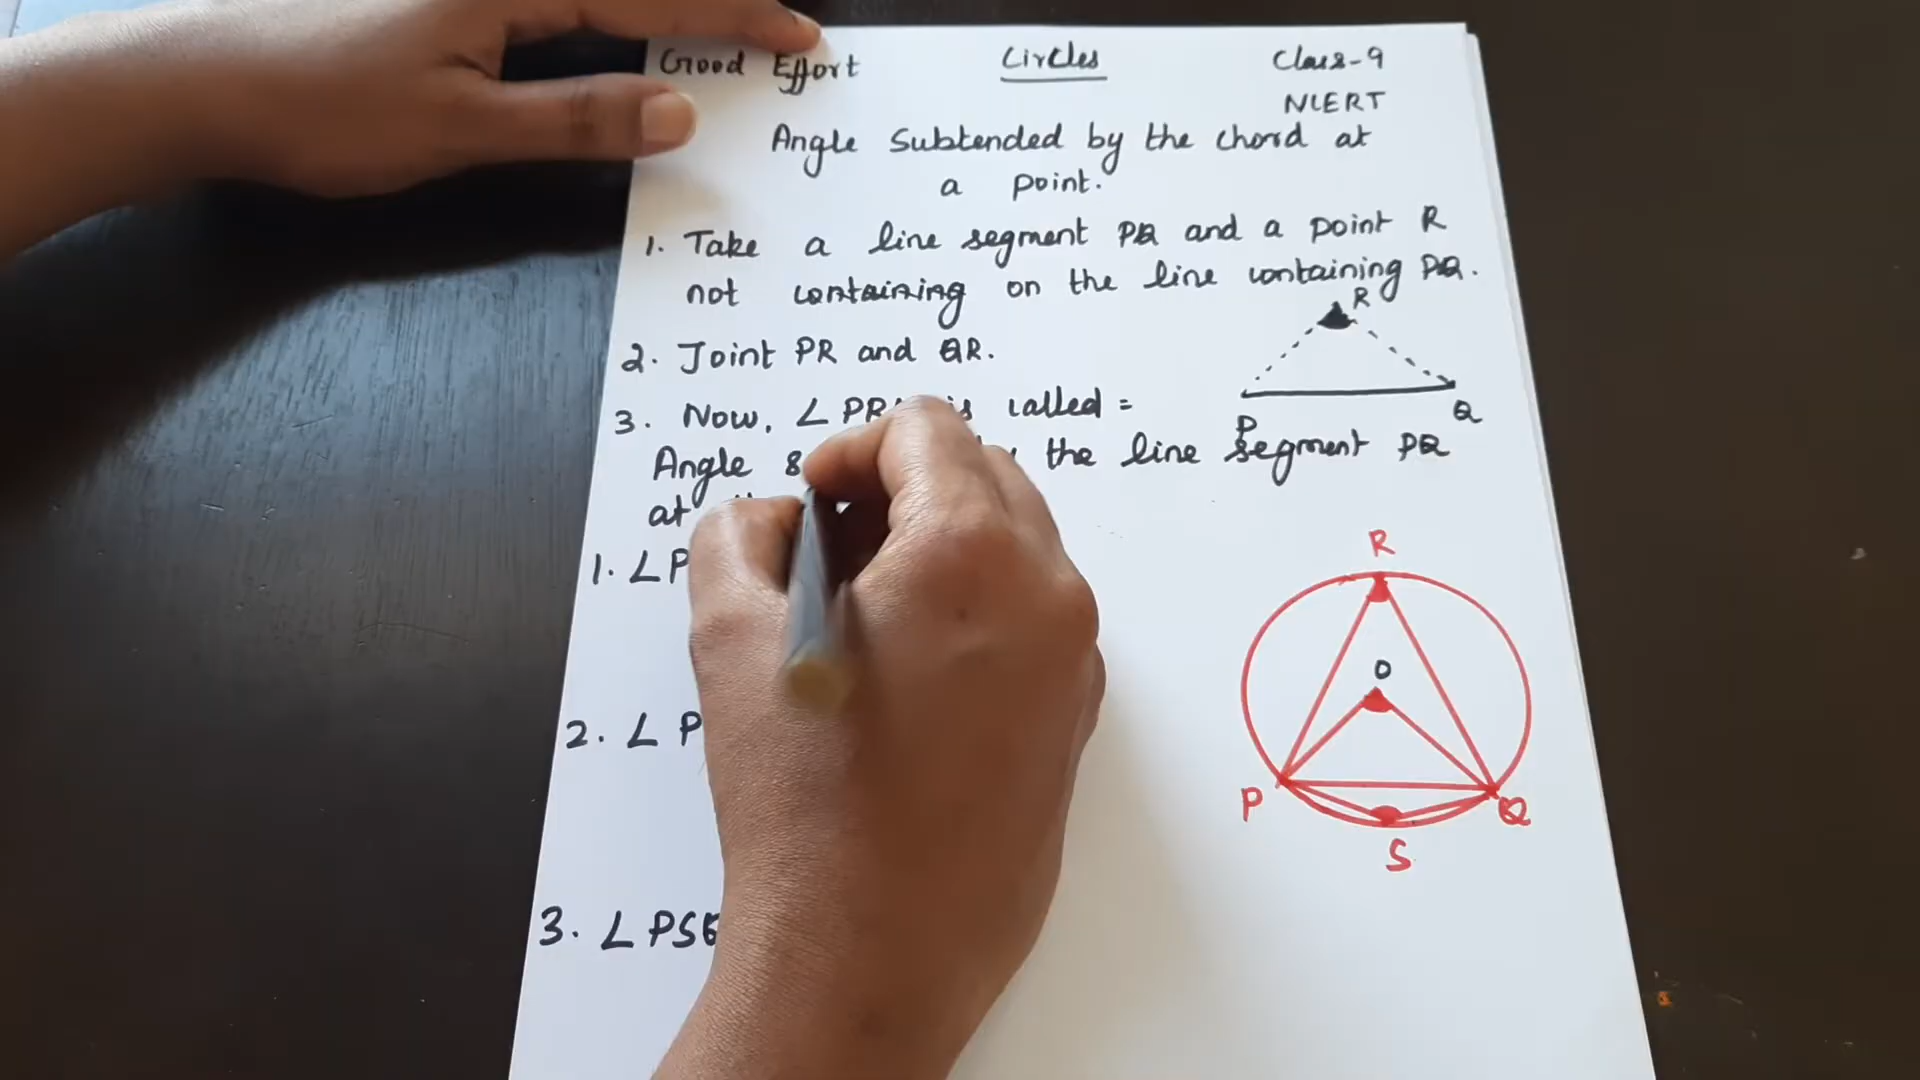 Good Effort Circles Class-9
NCERT
Angle Subtended by the chord at
a point.
1. Take a line segment PQ and a point R
not containing on the line containing PQ.
R
2. Joint PR and QR.
3. Now, ∠PR is called =
P Q
Angle the line segment PQ
at
R
1. ∠P
O
2. ∠P
P Q
S
3. ∠PSQ